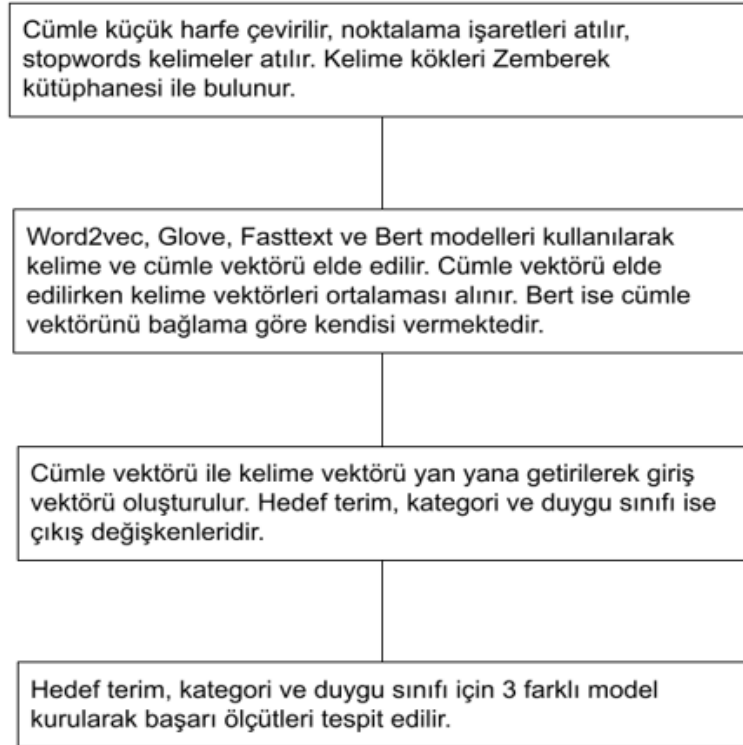 Cümle küçük harfe çevirilir, noktalama işaretleri atılır,
stopwords kelimeler atılır. Kelime kökleri Zemberek
kütüphanesi ile bulunur.
Word2vec, Glove, Fasttext ve Bert modelleri kullanılarak
kelime ve cümle vektörü elde edilir. Cümle vektörü elde
edilirken kelime vektörleri ortalaması alınır. Bert ise cümle
vektörünü bağlama göre kendisi vermektedir.
Cümle vektörü ile kelime vektörü yan yana getirilerek giriş
vektörü oluşturulur. Hedef terim, kategori ve duygu sınıfı ise
çıkış değişkenleridir.
Hedef terim, kategori ve duygu sınıfı için 3 farklı model
kurularak başarı ölçütleri tespit edilir.